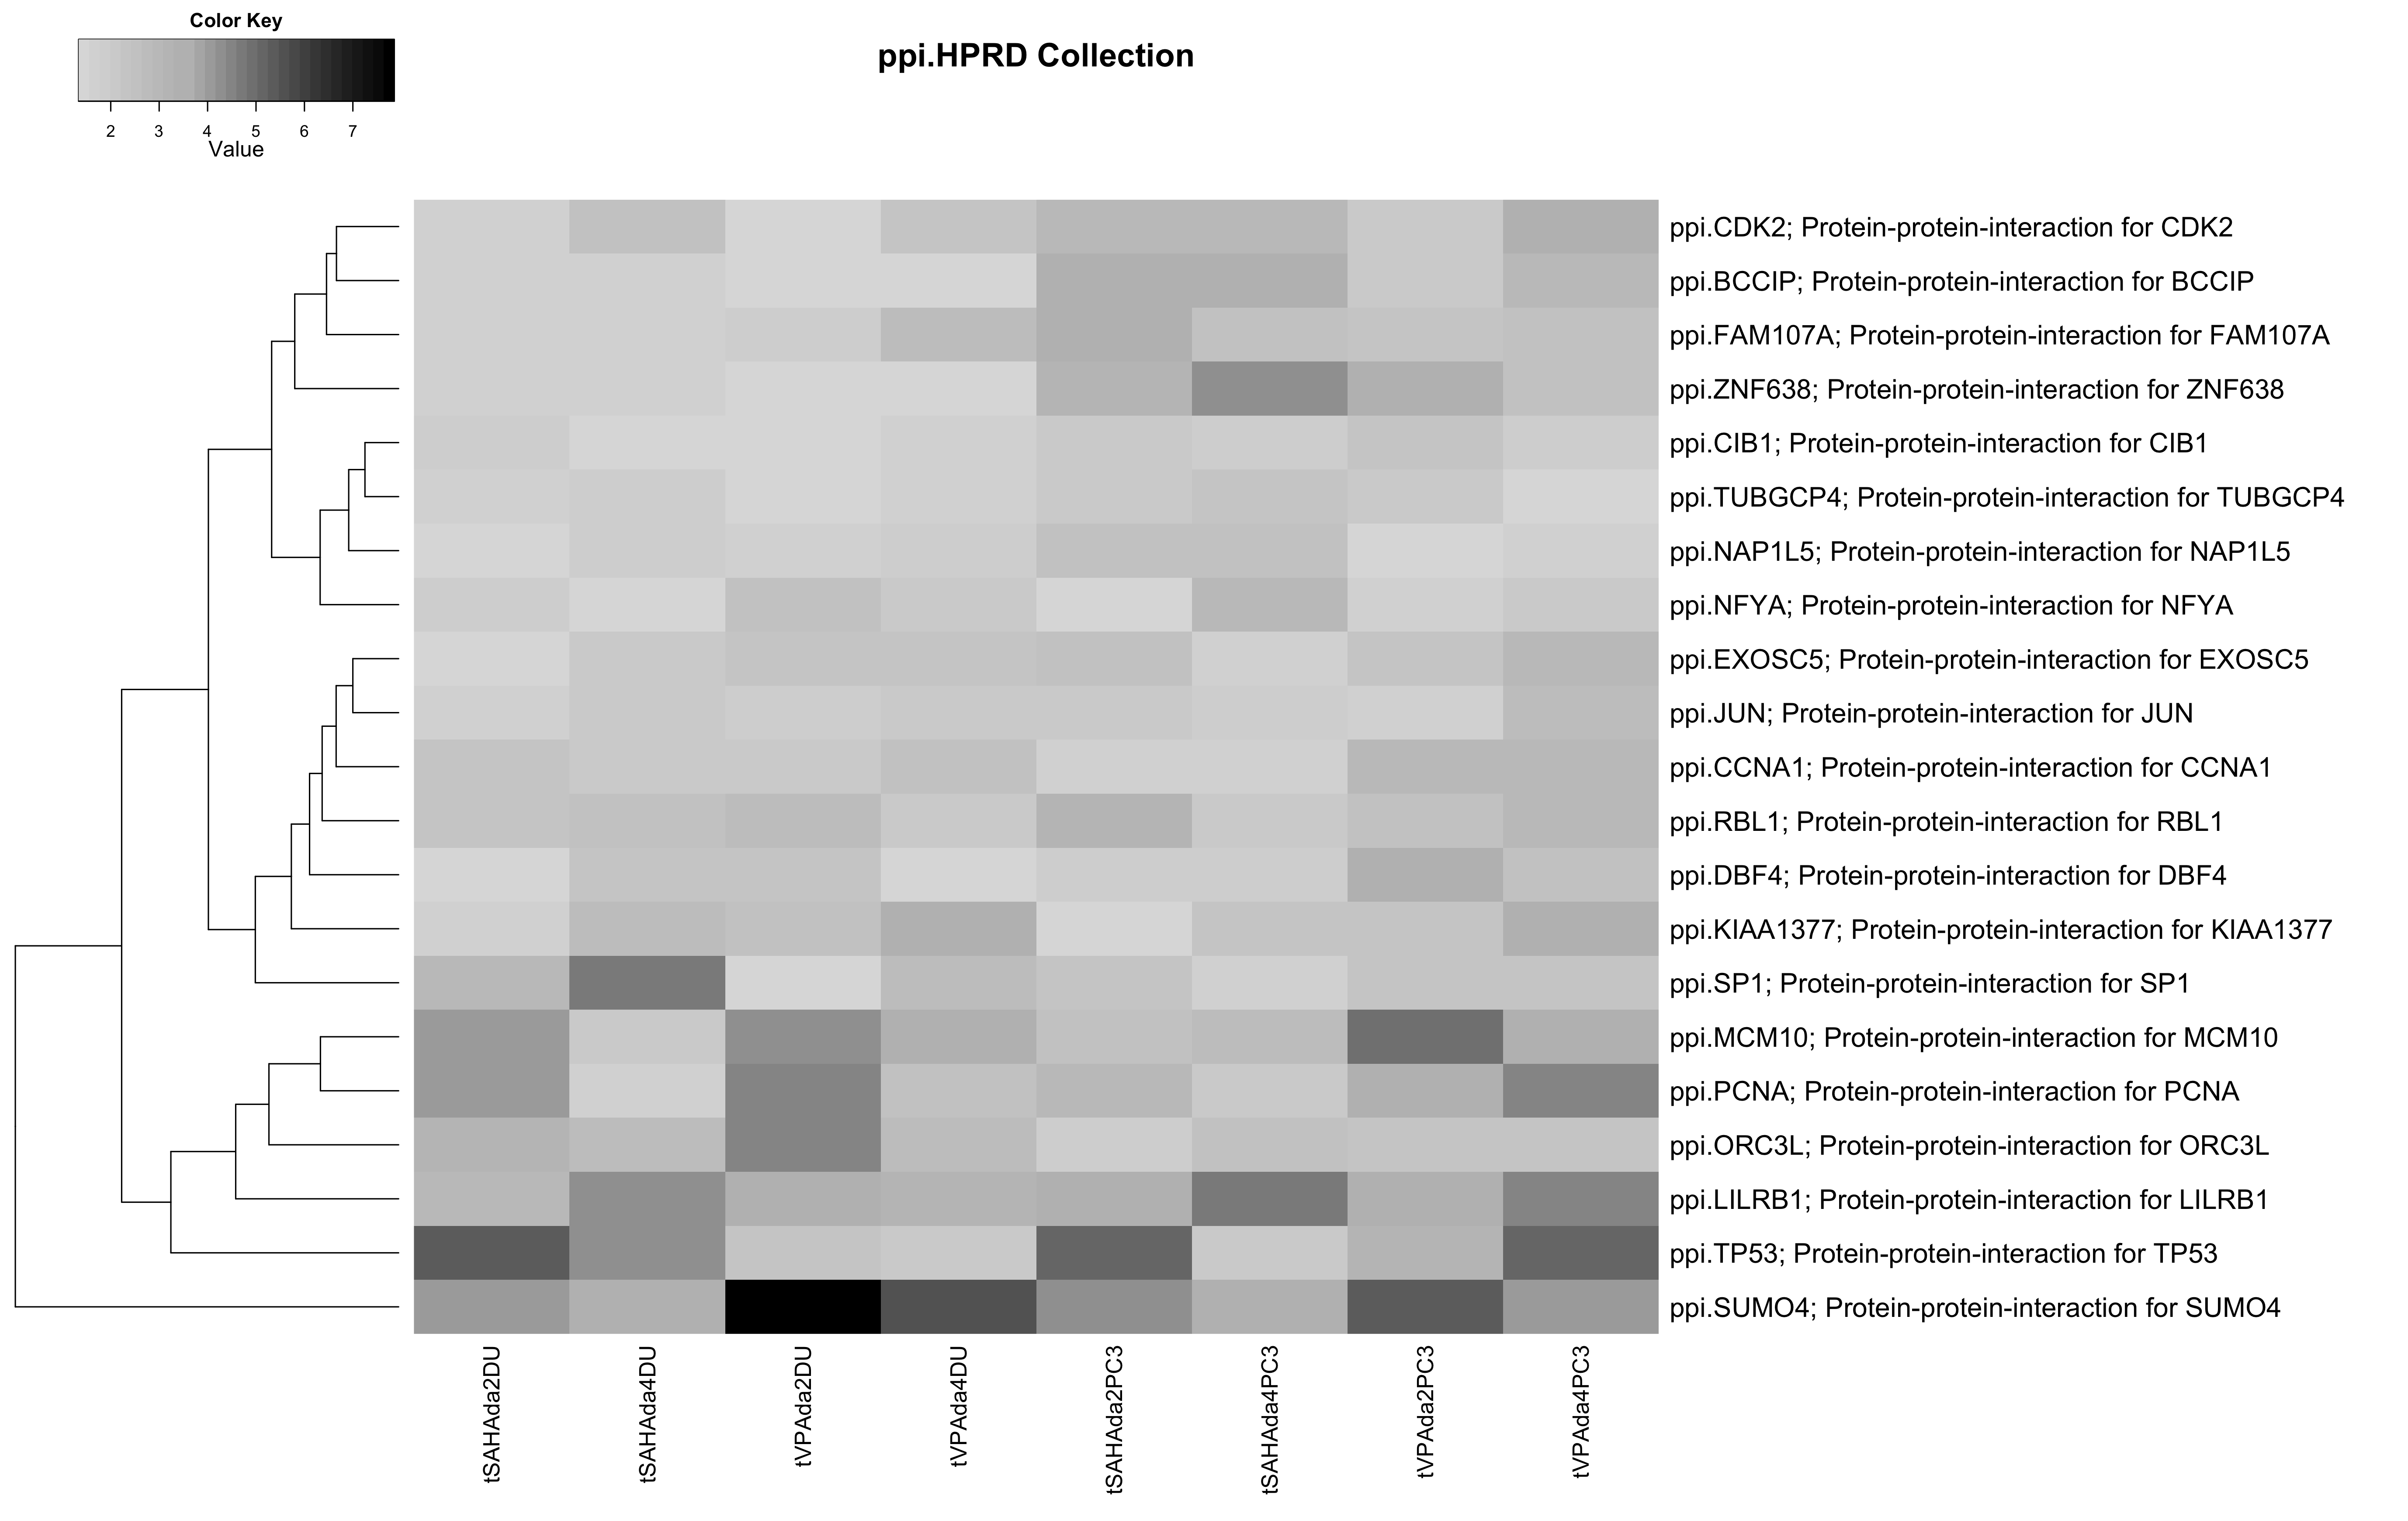 Color Key
2 3 4 5 6 7
Value
ppi.HPRD Collection
ppi.CDK2; Protein-protein-interaction for CDK2
ppi.BCCIP; Protein-protein-interaction for BCCIP
ppi.FAM107A; Protein-protein-interaction for FAM107A
ppi.ZNF638; Protein-protein-interaction for ZNF638
ppi.CIB1; Protein-protein-interaction for CIB1
ppi.TUBGCP4; Protein-protein-interaction for TUBGCP4
ppi.NAP1L5; Protein-protein-interaction for NAP1L5
ppi.NFYA; Protein-protein-interaction for NFYA
ppi.EXOSC5; Protein-protein-interaction for EXOSC5
ppi.JUN; Protein-protein-interaction for JUN
ppi.CCNA1; Protein-protein-interaction for CCNA1
ppi.RBL1; Protein-protein-interaction for RBL1
ppi.DBF4; Protein-protein-interaction for DBF4
ppi.KIAA1377; Protein-protein-interaction for KIAA1377
ppi.SP1; Protein-protein-interaction for SP1
ppi.MCM10; Protein-protein-interaction for MCM10
ppi.PCNA; Protein-protein-interaction for PCNA
ppi.ORC3L; Protein-protein-interaction for ORC3L
ppi.LILRB1; Protein-protein-interaction for LILRB1
ppi.TP53; Protein-protein-interaction for TP53
ppi.SUMO4; Protein-protein-interaction for SUMO4
tSAHAda2DU
tSAHAda4DU
tVPAda2DU
tVPAda4DU
tSAHAda2PC3
tSAHAda4PC3
tVPAda2PC3
tVPAda4PC3